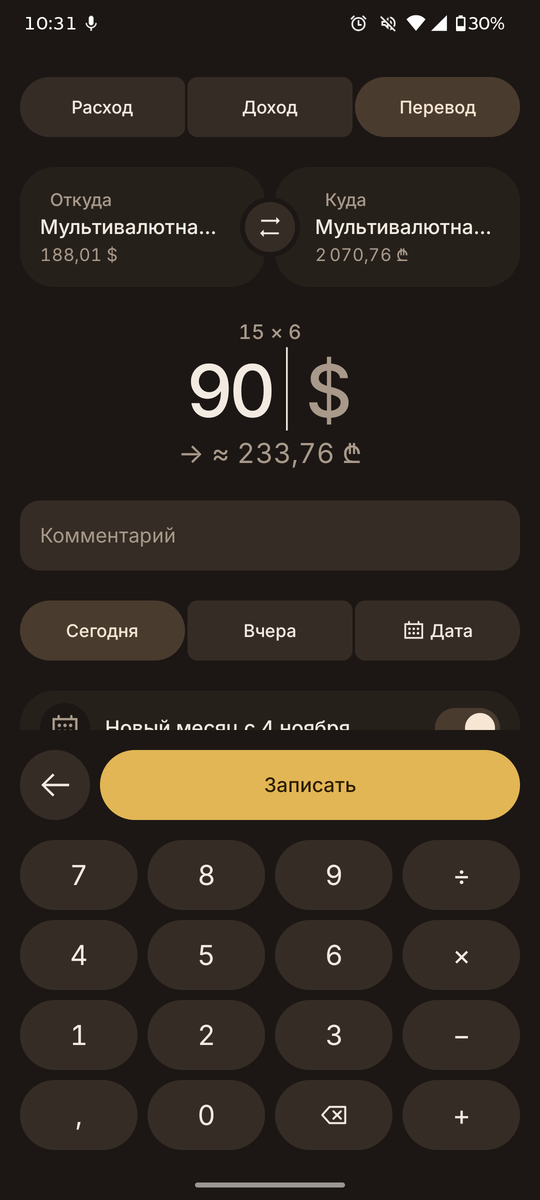 10:31 30%
Расход Доход Перевод
Откуда Куда
Мультивалютна... Мультивалютна...
188,01 $ 2 070,76 ₾
15 × 6
90 $
→ ≈ 233,76 ₾
Комментарий
Сегодня Вчера Дата
Новый месяц с 4 ноября
Записать
7 8 9 ÷
4 5 6 ×
1 2 3 −
, 0 +